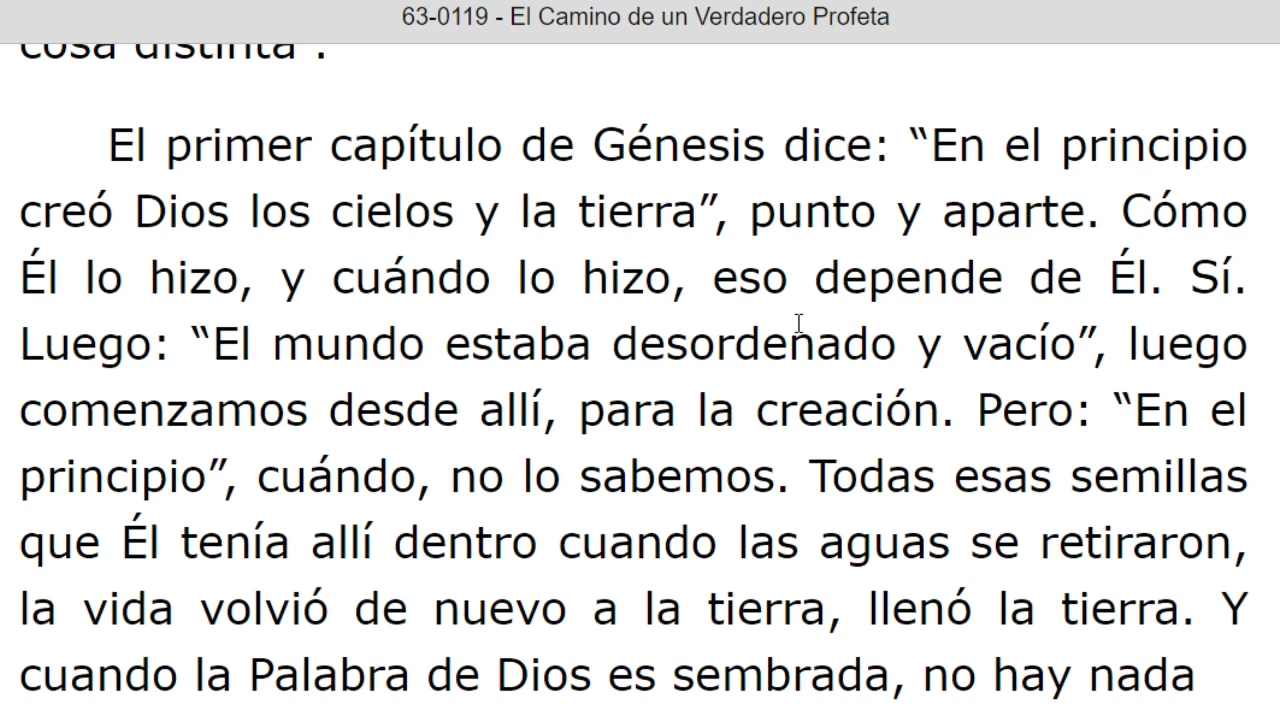 63-0119 - El Camino de un Verdadero Profeta
cosa distinta".
El primer capítulo de Génesis dice: “En el principio
creó Dios los cielos y la tierra”, punto y aparte. Cómo
Él lo hizo, y cuándo lo hizo, eso depende de Él. Sí.
Luego: “El mundo estaba desordenado y vacío”, luego
comenzamos desde allí, para la creación. Pero: “En el
principio”, cuándo, no lo sabemos. Todas esas semillas
que Él tenía allí dentro cuando las aguas se retiraron,
la vida volvió de nuevo a la tierra, llenó la tierra. Y
cuando la Palabra de Dios es sembrada, no hay nada